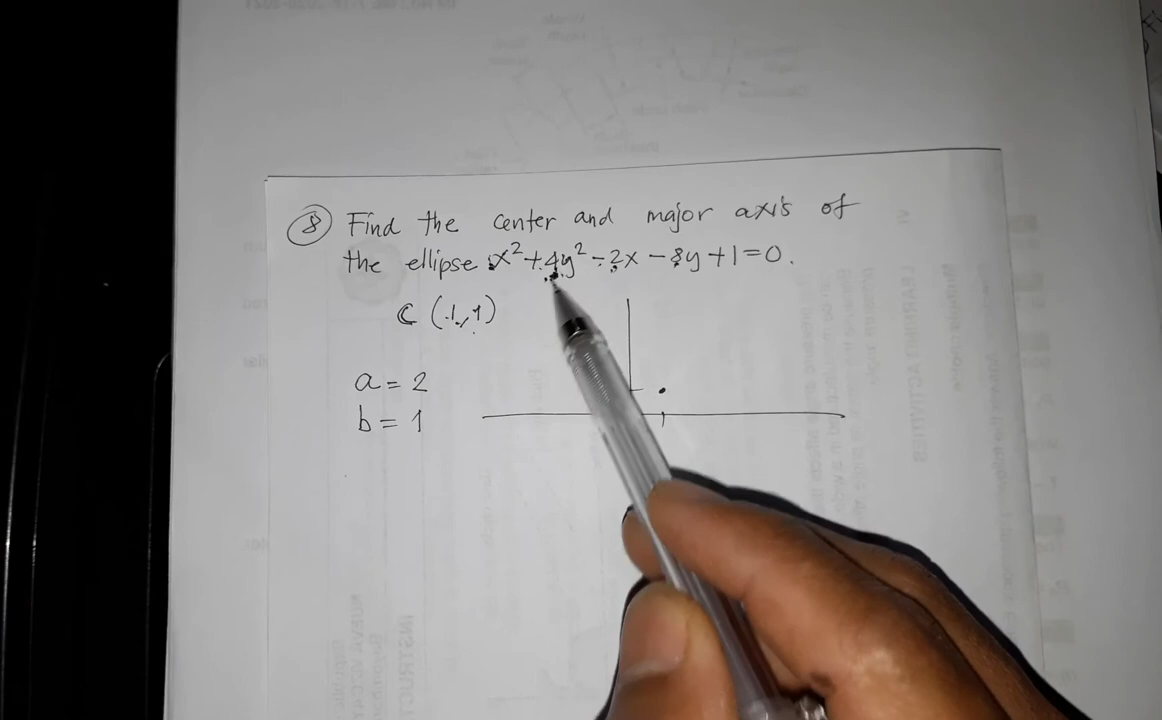 8 Find the center and major axis of
the ellipse x²+4y²-2x-8y+1=0.
C (1,1)
a = 2
b = 1